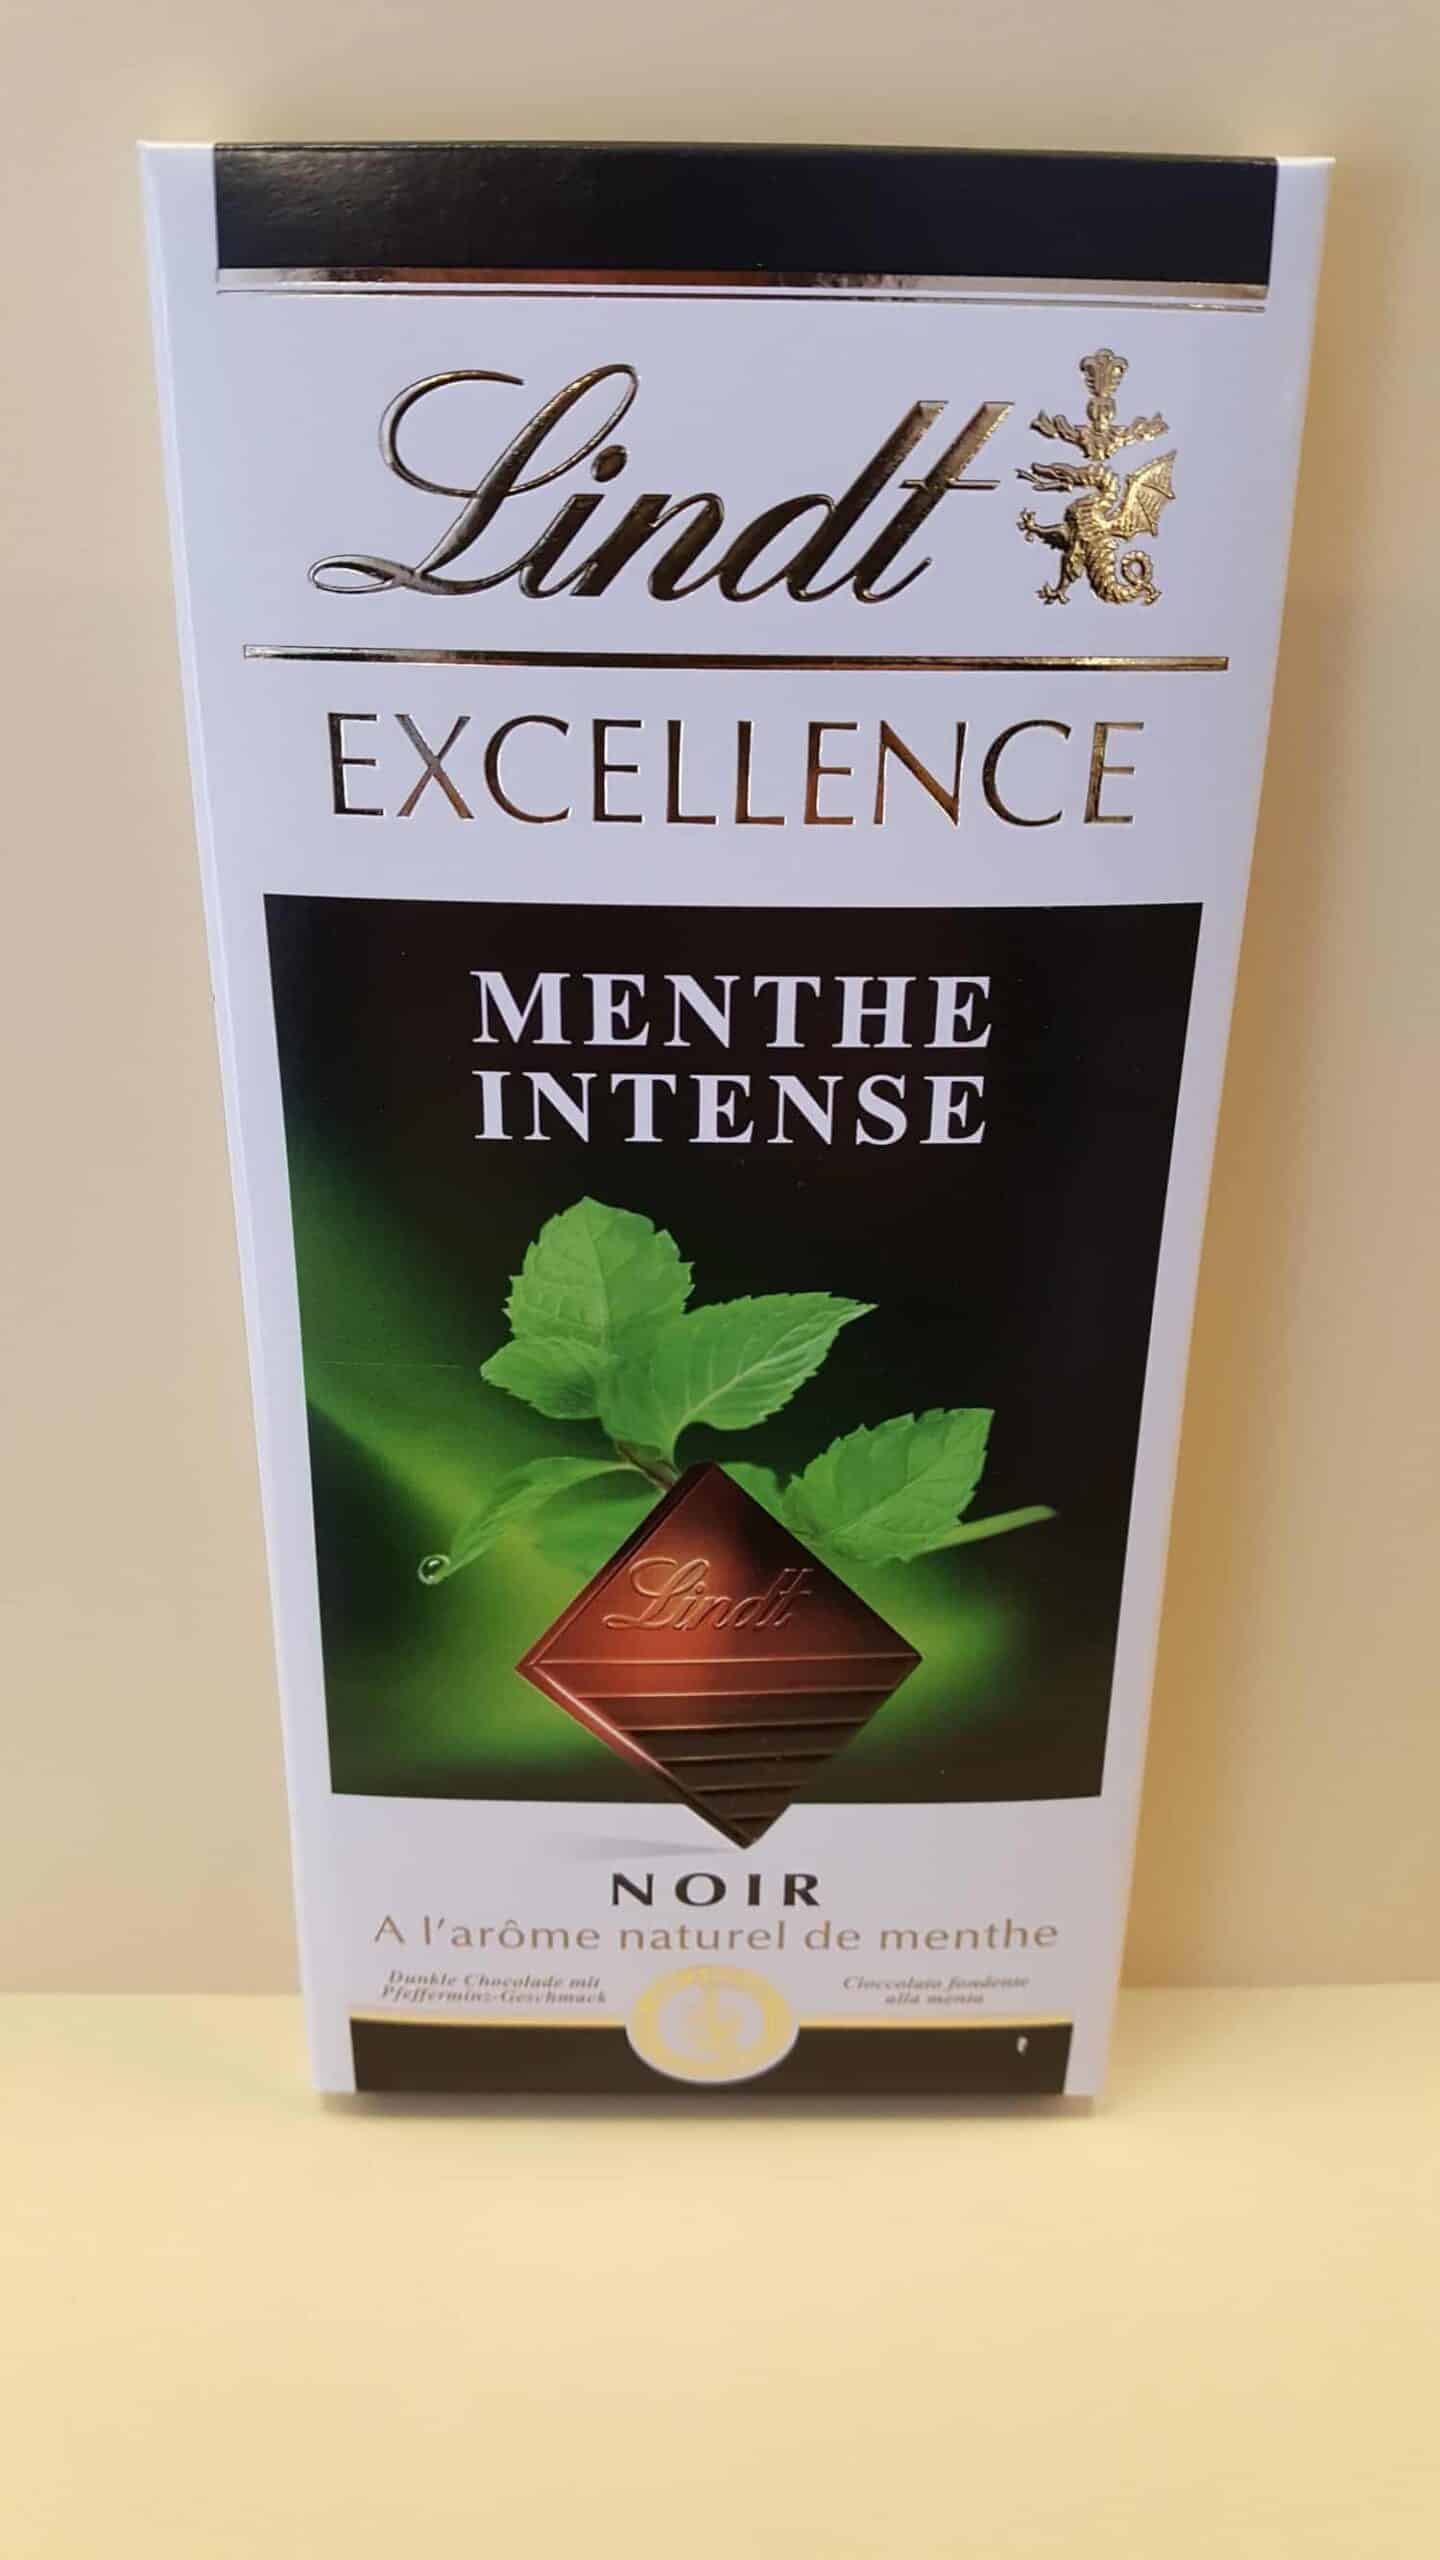 Lindt
EXCELLENCE
MENTHE
INTENSE
Lindt
NOIR
A l'arôme naturel de menthe
Dunkle Chocolade mit
Pfefferminz-Geschmack
Cioccolato fondente
alla menta